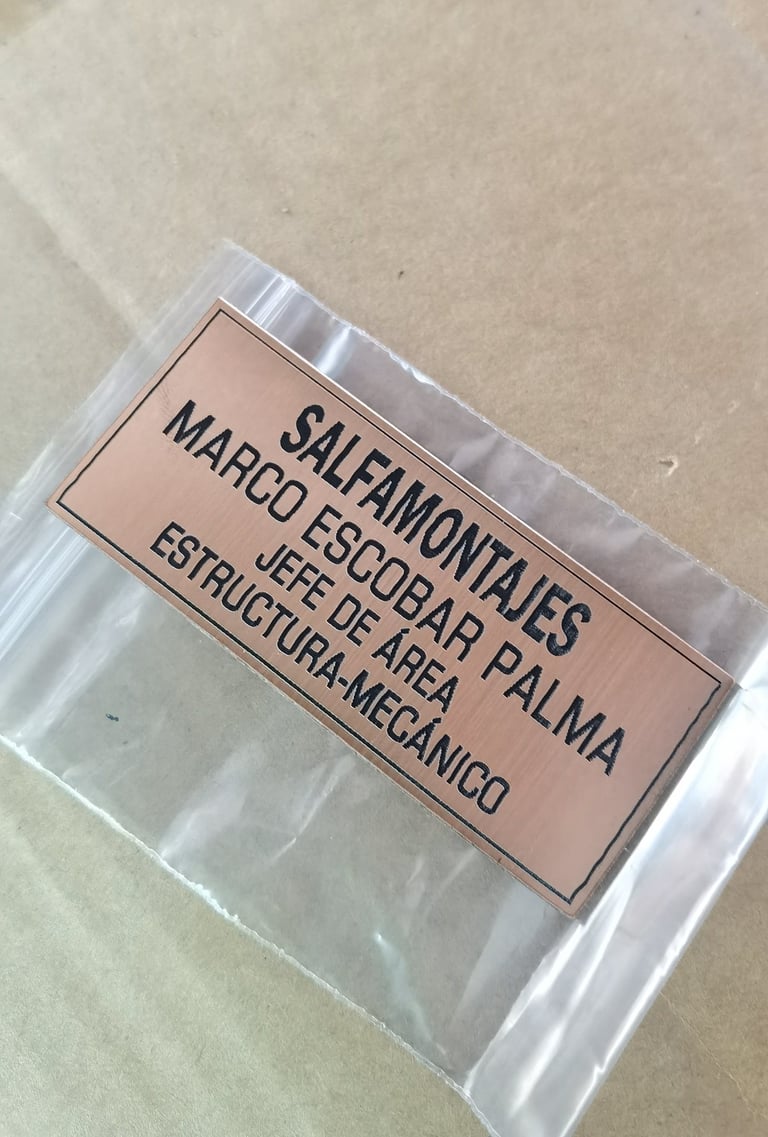 SALFAMONTAJES
MARCO ESCOBAR PALMA
JEFE DE ÁREA
ESTRUCTURA-MECÁNICO